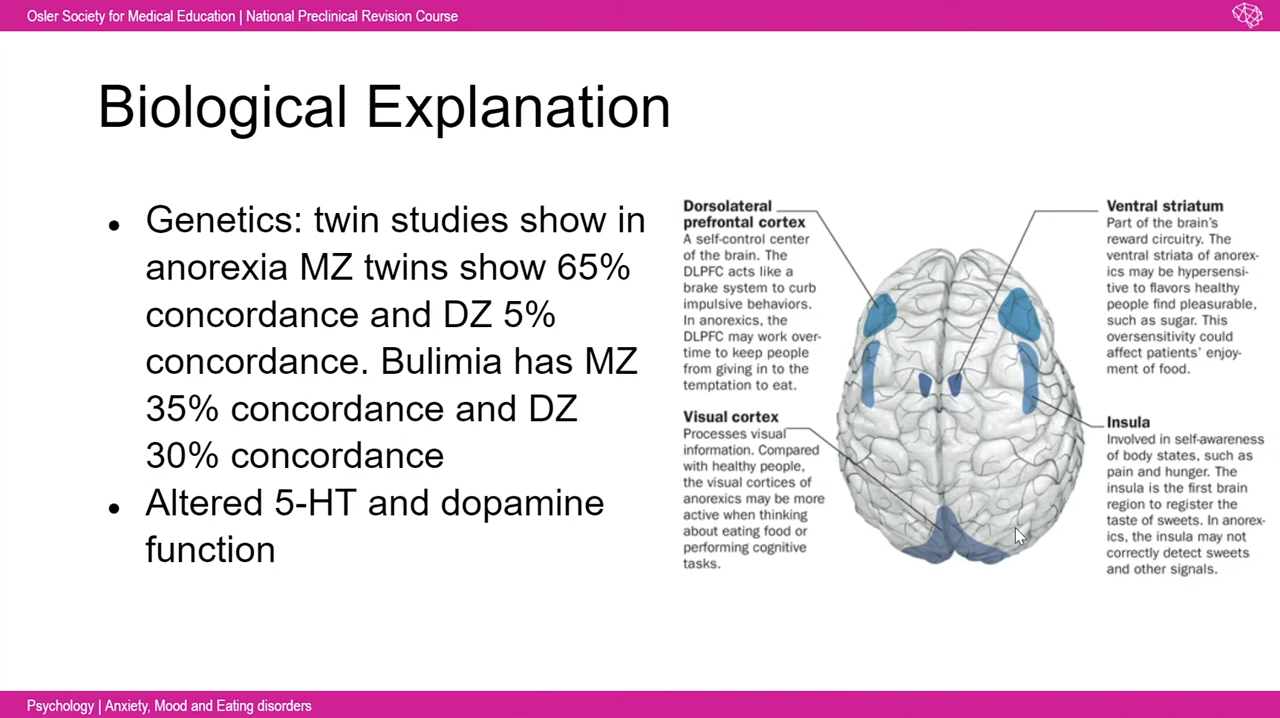 Osler Society for Medical Education | National Preclinical Revision Course
Biological Explanation
• Genetics: twin studies show in
anorexia MZ twins show 65%
concordance and DZ 5%
concordance. Bulimia has MZ
35% concordance and DZ
30% concordance
• Altered 5-HT and dopamine
function
Dorsolateral
prefrontal cortex
A self-control center
of the brain. The
DLPFC acts like a
brake system to curb
impulsive behaviors.
In anorexics, the
DLPFC may work over-
time to keep people
from giving in to the
temptation to eat.
Visual cortex
Processes visual
information. Compared
with healthy people,
the visual cortices of
anorexics may be more
active when thinking
about eating food or
performing cognitive
tasks.
Ventral striatum
Part of the brain's
reward circuitry. The
ventral striata of anorex-
ics may be hypersensi-
tive to flavors healthy
people find pleasurable,
such as sugar. This
oversensitivity could
affect patients' enjoy-
ment of food.
Insula
Involved in self-awareness
of body states, such as
pain and hunger. The
insula is the first brain
region to register the
taste of sweets. In anorex-
ics, the insula may not
correctly detect sweets
and other signals.
Psychology | Anxiety, Mood and Eating disorders